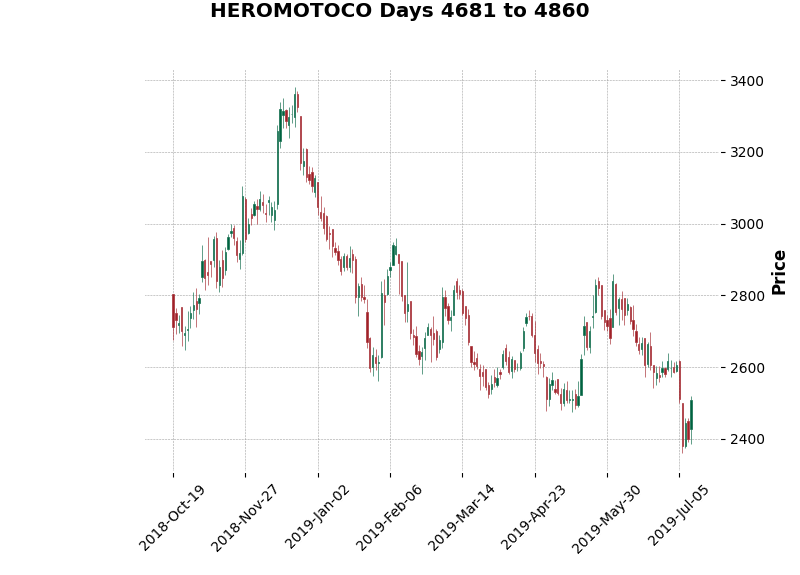 HEROMOTOCO Days 4681 to 4860
3400
3200
3000
2800
2600
2400
Price
2018-Oct-19
2018-Nov-27
2019-Jan-02
2019-Feb-06
2019-Mar-14
2019-Apr-23
2019-May-30
2019-Jul-05